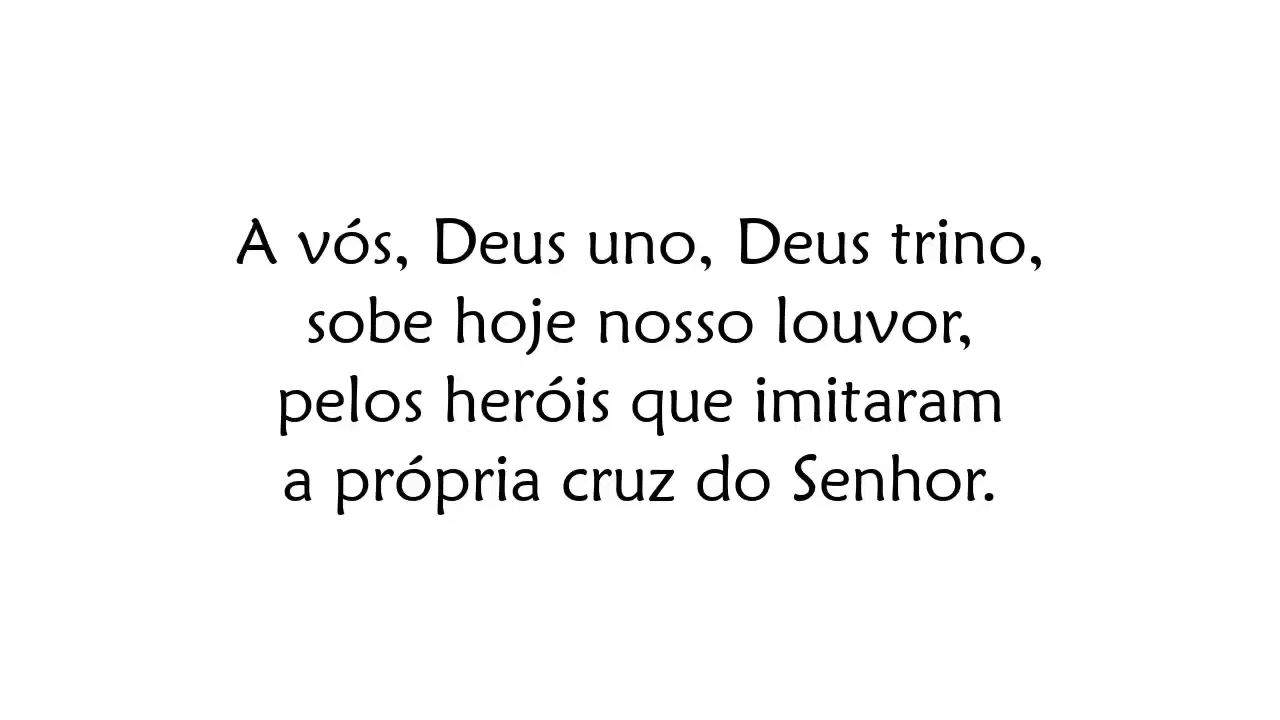 A vós, Deus uno, Deus trino,
sobe hoje nosso louvor,
pelos heróis que imitaram
a própria cruz do Senhor.